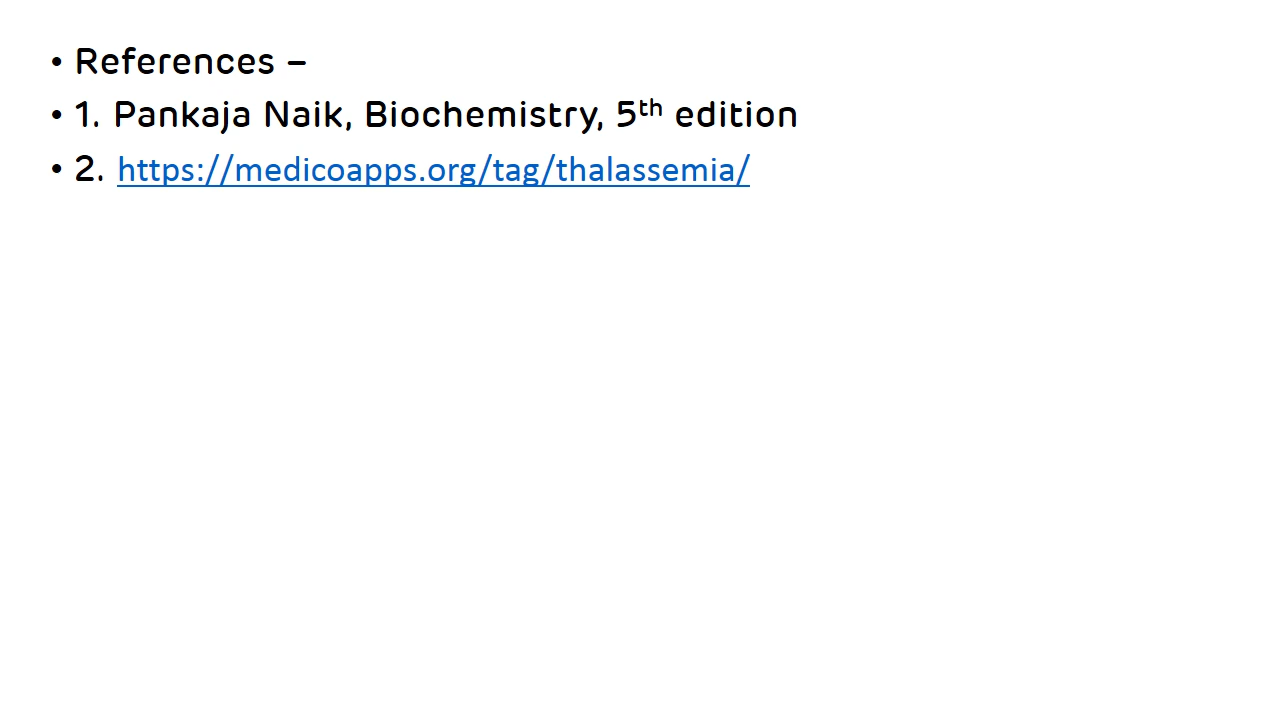 • References –
• 1. Pankaja Naik, Biochemistry, 5th edition
• 2. https://medicoapps.org/tag/thalassemia/